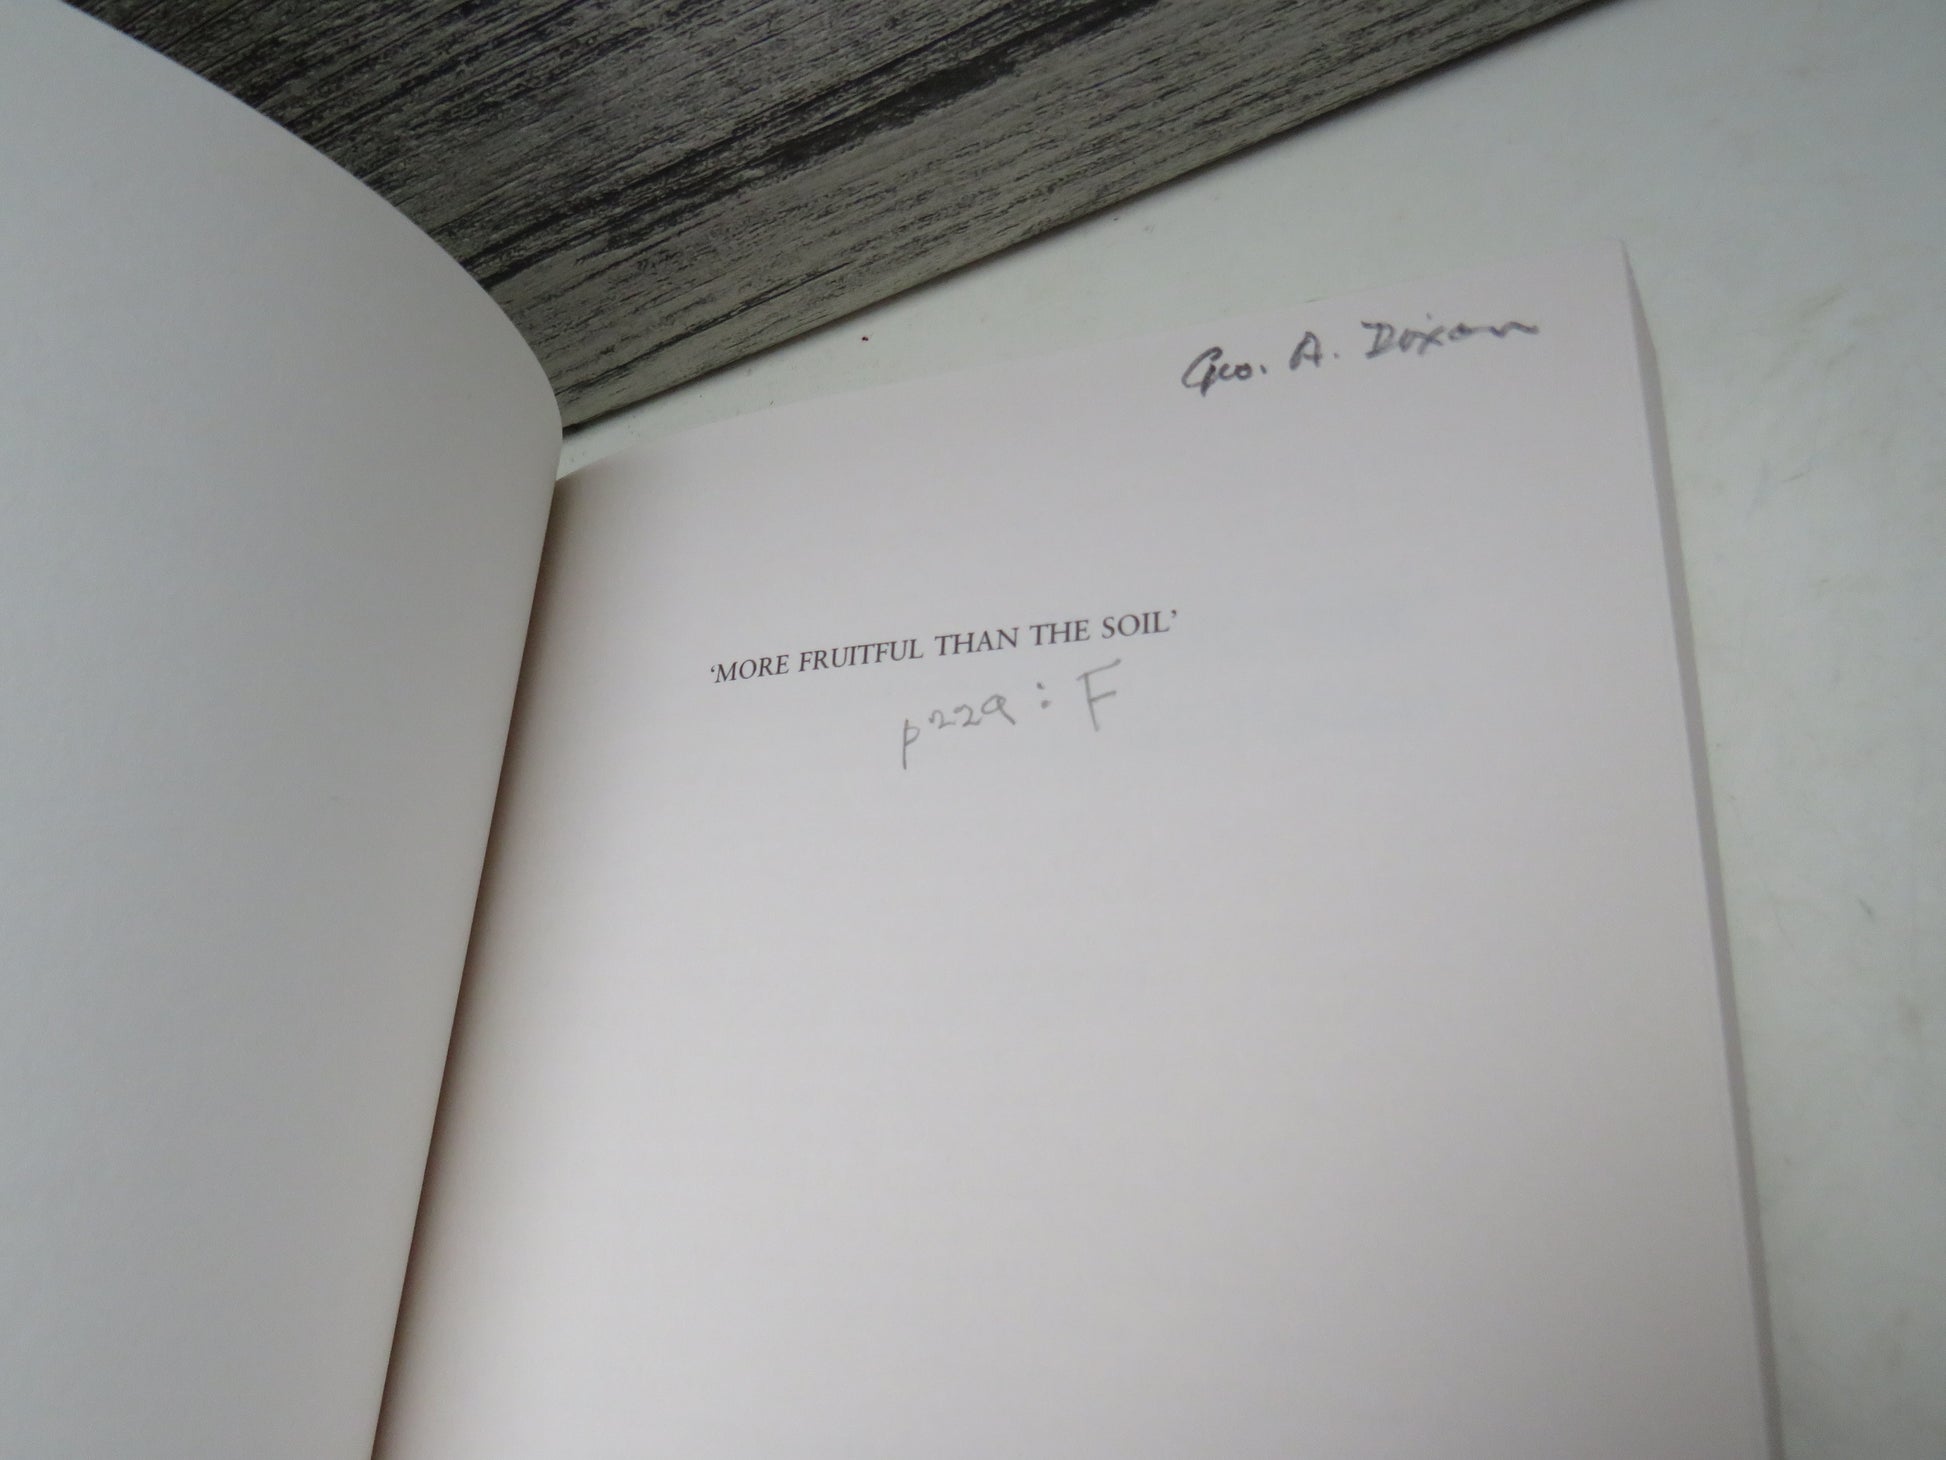 Geo. A. Dixon
‘MORE FRUITFUL THAN THE SOIL’
p229 : F